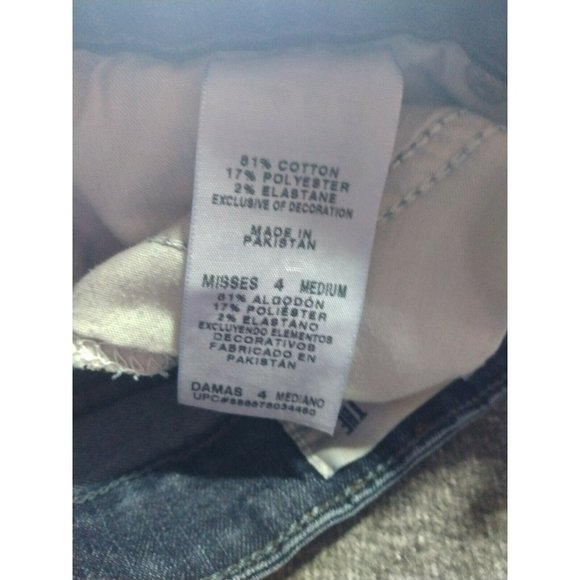 81% COTTON
17% POLYESTER
2% ELASTANE
EXCLUSIVE OF DECORATION
MADE IN
PAKISTAN
MISSES 4 MEDIUM
81% ALGODÓN
17% POLIÉSTER
2% ELASTANO
EXCLUYENDO ELEMENTOS
DECORATIVOS
FABRICADO EN
PAKISTÁN
DAMAS 4 MEDIANO